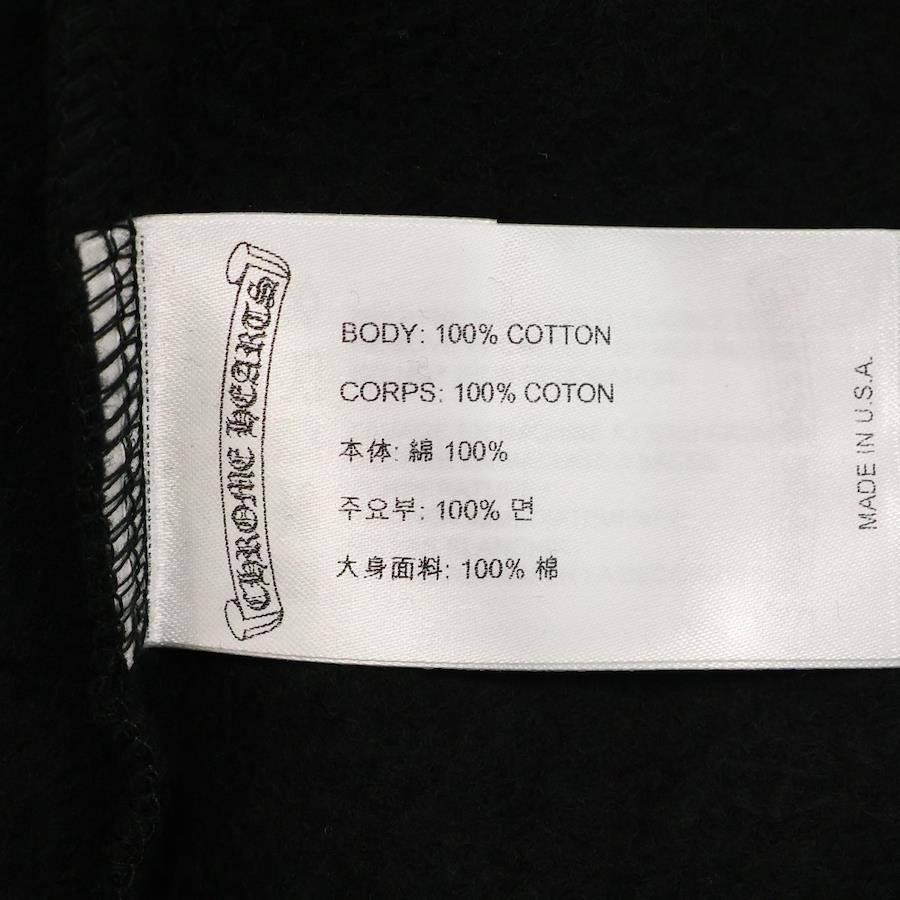 CHROME HEARTS
BODY: 100% COTTON
CORPS: 100% COTON
本体: 綿 100%
주요부: 100% 면
大身面料: 100% 棉
MADE IN U.S.A.